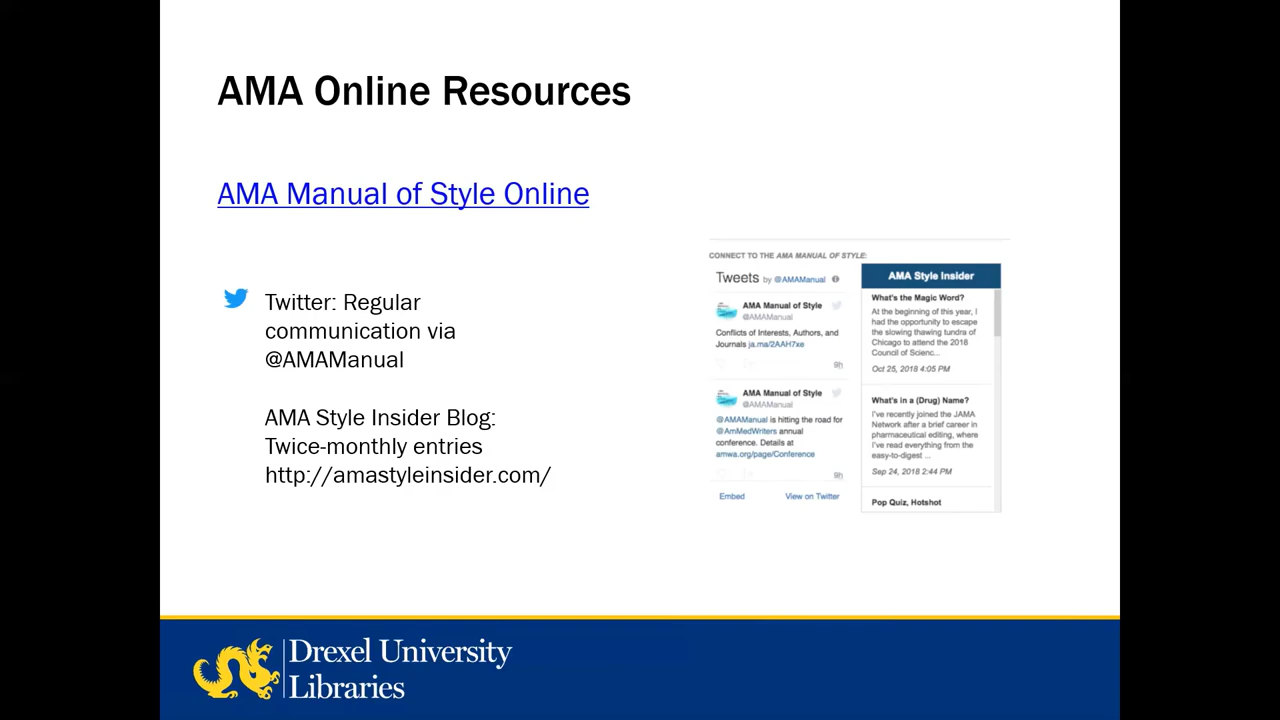 AMA Online Resources
AMA Manual of Style Online
Twitter: Regular
communication via
@AMAManual
AMA Style Insider Blog:
Twice-monthly entries
http://amastyleinsider.com/
CONNECT TO THE AMA MANUAL OF STYLE:
Tweets by @AMAManual
AMA Manual of Style
@AMAManual
Conflicts of Interests, Authors, and
Journals ja.ma/2AAH7xe
9h
AMA Manual of Style
@AMAManual
@AMAManual is hitting the road for
@AmMedWriters annual
conference. Details at
amwa.org/page/Conference
9h
Embed View on Twitter
AMA Style Insider
What's the Magic Word?
At the beginning of this year, I
had the opportunity to escape
the slowing thawing tundra of
Chicago to attend the 2018
Council of Scienc...
Oct 25, 2018 4:05 PM
What's in a (Drug) Name?
I've recently joined the JAMA
Network after a brief career in
pharmaceutical editing, where
I've read everything from the
easy-to-digest ...
Sep 24, 2018 2:44 PM
Pop Quiz, Hotshot
Drexel University
Libraries